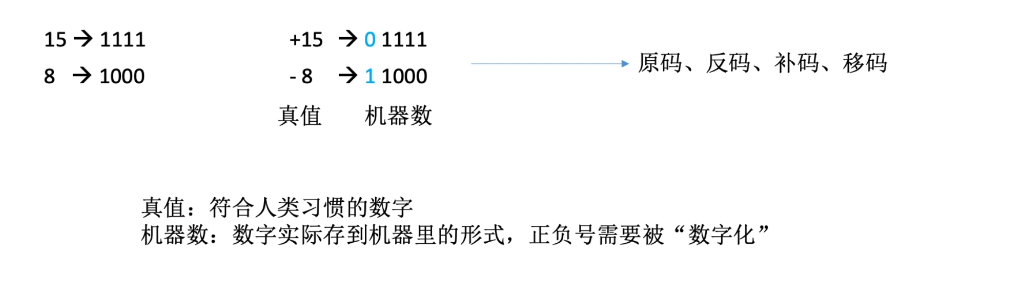 15 → 1111 +15 → 0 1111
8 → 1000 - 8 → 1 1000
原码、反码、补码、移码
真值 机器数
真值：符合人类习惯的数字
机器数：数字实际存到机器里的形式，正负号需要被“数字化”